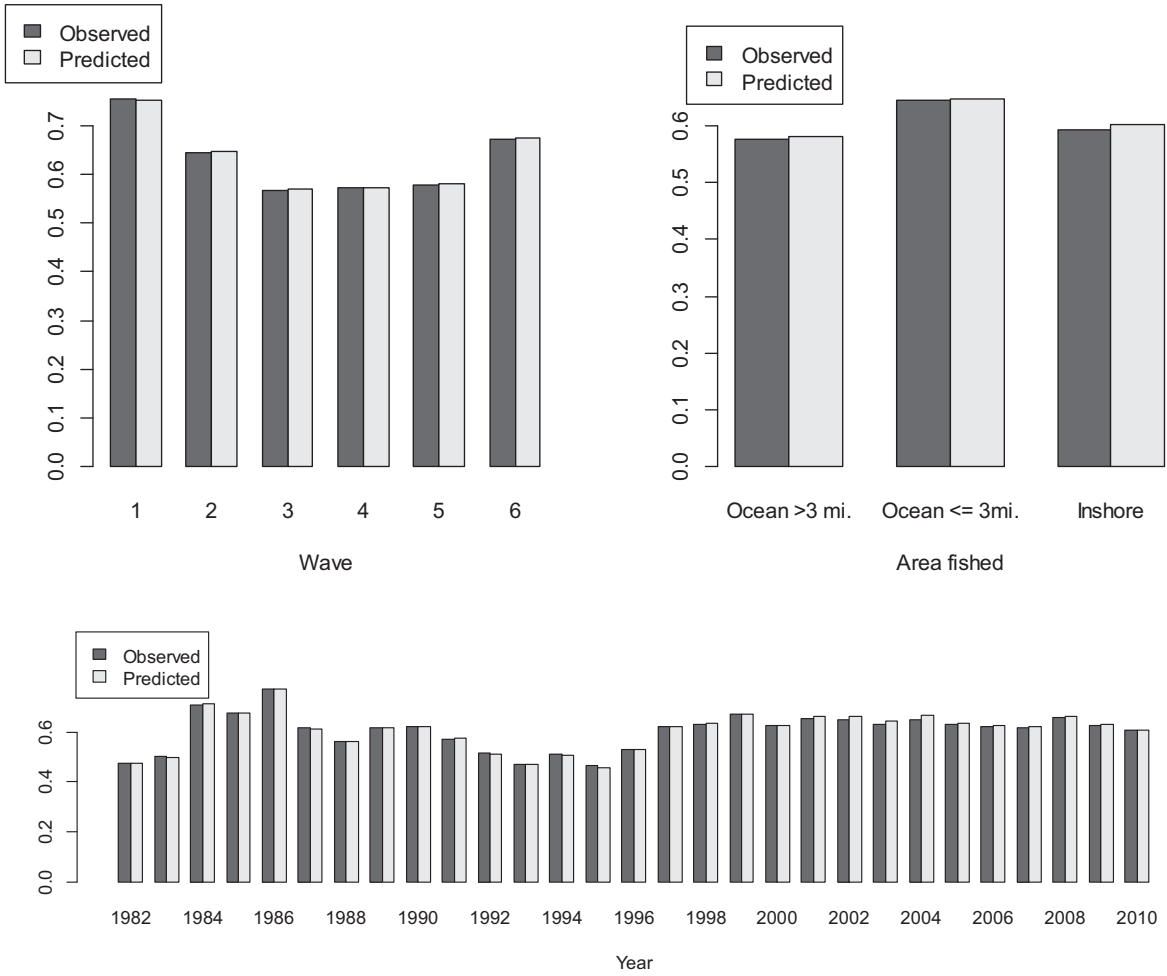 Observed
Predicted
0.0 0.1 0.2 0.3 0.4 0.5 0.6 0.7
1 2 3 4 5 6
Wave
Observed
Predicted
0.0 0.1 0.2 0.3 0.4 0.5 0.6
Ocean >3 mi. Ocean <= 3mi. Inshore
Area fished
Observed
Predicted
0.0 0.2 0.4 0.6
1982 1984 1986 1988 1990 1992 1994 1996 1998 2000 2002 2004 2006 2008 2010
Year